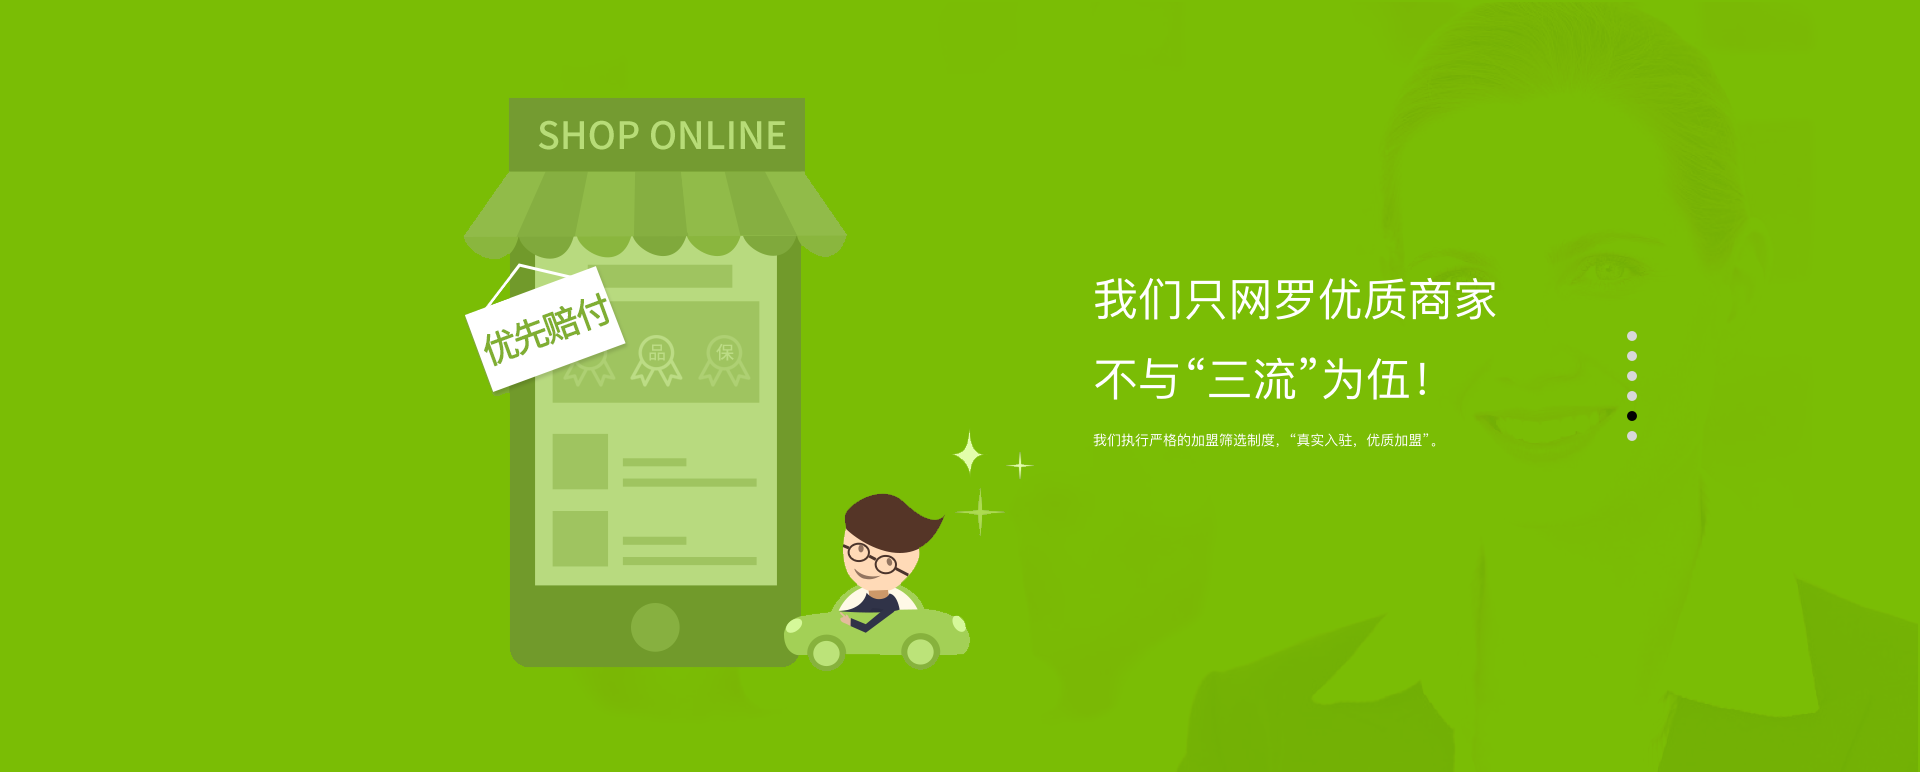 SHOP ONLINE
优先赔付
品
保
我们只网罗优质商家
不与“三流”为伍！
我们执行严格的加盟筛选制度，“真实入驻，优质加盟”。